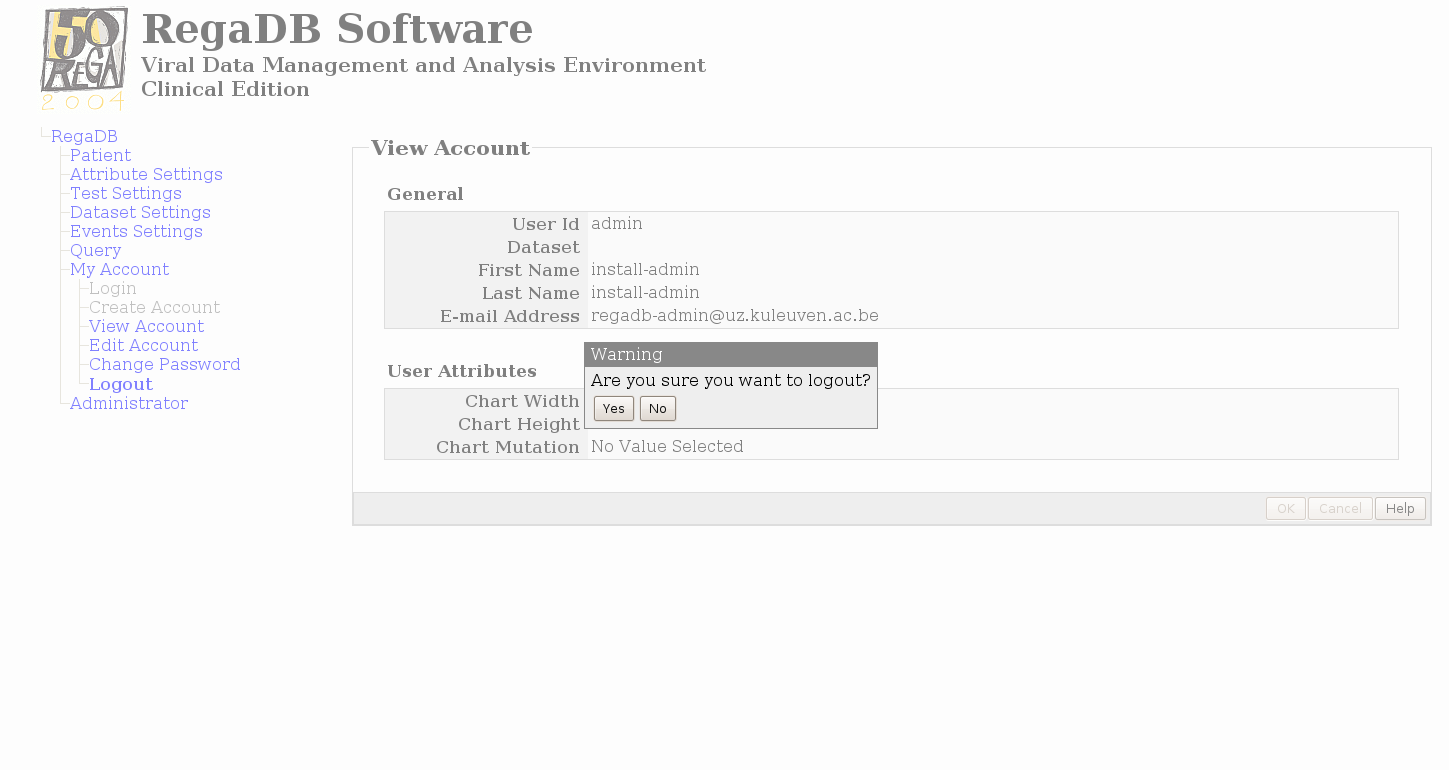 50
REGA
2004
RegaDB Software
Viral Data Management and Analysis Environment
Clinical Edition
RegaDB
Patient
Attribute Settings
Test Settings
Dataset Settings
Events Settings
Query
My Account
Login
Create Account
View Account
Edit Account
Change Password
Logout
Administrator
View Account
General
User Id admin
Dataset
First Name install-admin
Last Name install-admin
E-mail Address regadb-admin@uz.kuleuven.ac.be
User Attributes
Chart Width
Chart Height
Chart Mutation No Value Selected
Warning
Are you sure you want to logout?
Yes No
OK Cancel Help